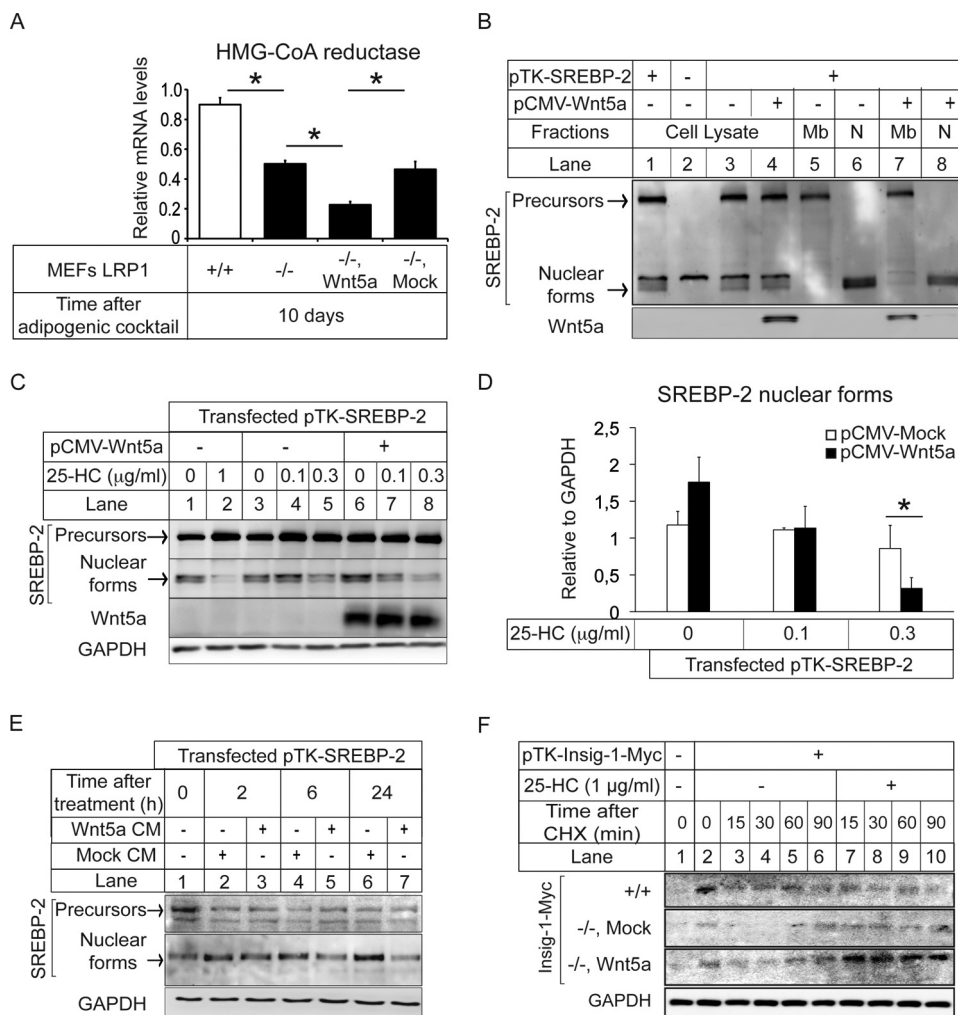 A
HMG-CoA reductase
Relative mRNA levels
1
0.8
0.6
0.4
0.2
0
* * *
MEFs LRP1 +/+ -/- -/-, Wnt5a -/-, Mock
Time after adipogenic cocktail 10 days
B
pTK-SREBP-2 + - +
pCMV-Wnt5a - - - + - - + +
Fractions Cell Lysate Mb N Mb N
Lane 1 2 3 4 5 6 7 8
SREBP-2
Precursors
Nuclear forms
Wnt5a
C
Transfected pTK-SREBP-2
pCMV-Wnt5a - - +
25-HC (µg/ml) 0 1 0 0.1 0.3 0 0.1 0.3
Lane 1 2 3 4 5 6 7 8
SREBP-2
Precursors
Nuclear forms
Wnt5a
GAPDH
D
SREBP-2 nuclear forms
Relative to GAPDH
2,5
2
1,5
1
0,5
0
pCMV-Mock
pCMV-Wnt5a
*
25-HC (µg/ml) 0 0.1 0.3
Transfected pTK-SREBP-2
E
Transfected pTK-SREBP-2
Time after treatment (h) 0 2 6 24
Wnt5a CM - - + - + - +
Mock CM - + - + - + -
Lane 1 2 3 4 5 6 7
SREBP-2
Precursors
Nuclear forms
GAPDH
F
pTK-Insig-1-Myc - +
25-HC (1 µg/ml) - - +
Time after CHX (min) 0 0 15 30 60 90 15 30 60 90
Lane 1 2 3 4 5 6 7 8 9 10
Insig-1-Myc
+/+
-/-, Mock
-/-, Wnt5a
GAPDH